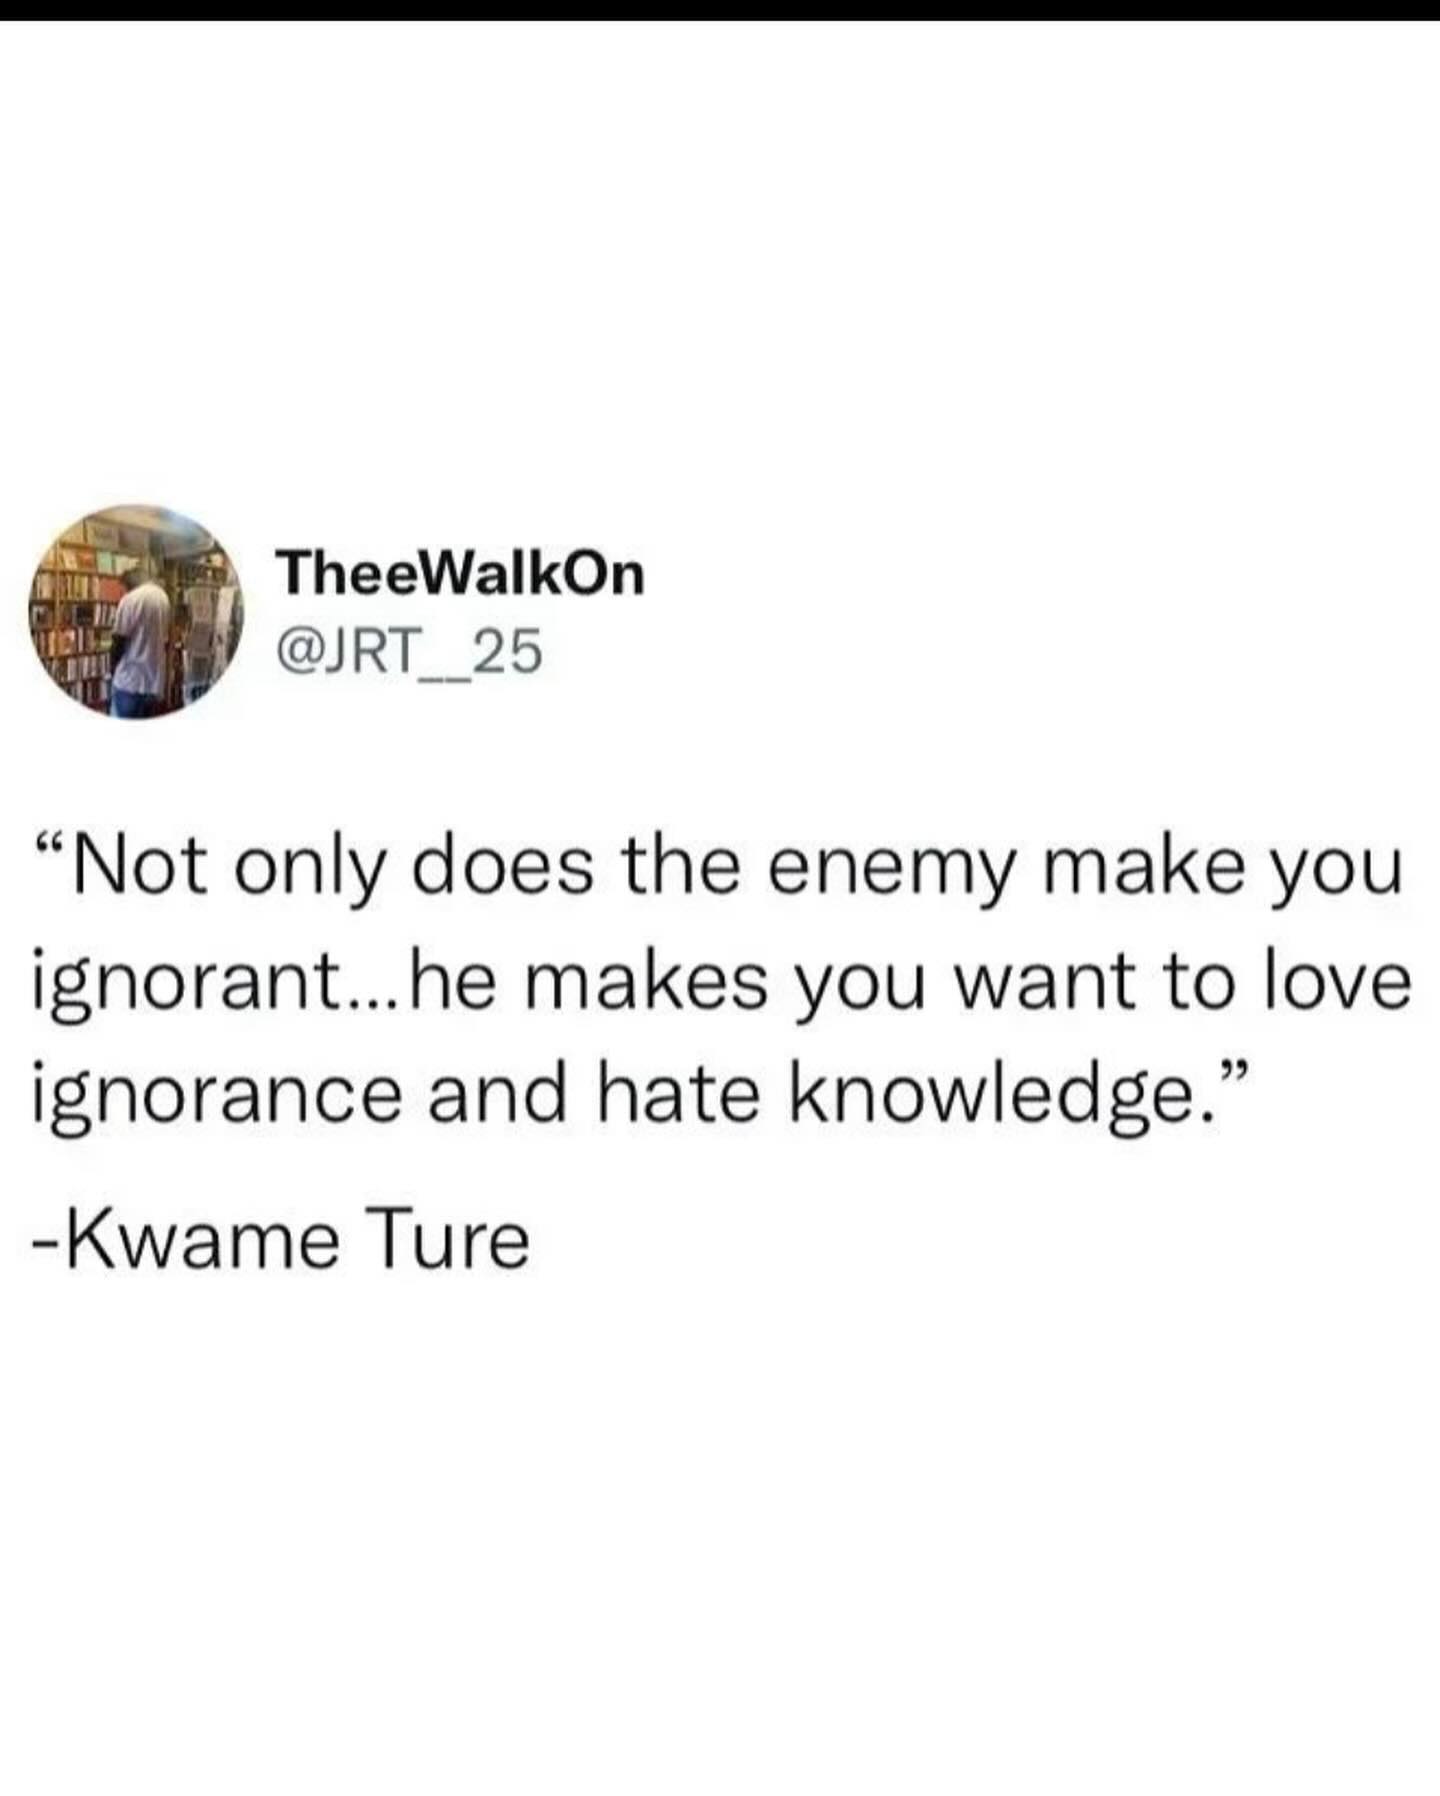 TheeWalkOn
@JRT__25
“Not only does the enemy make you
ignorant...he makes you want to love
ignorance and hate knowledge.”
-Kwame Ture